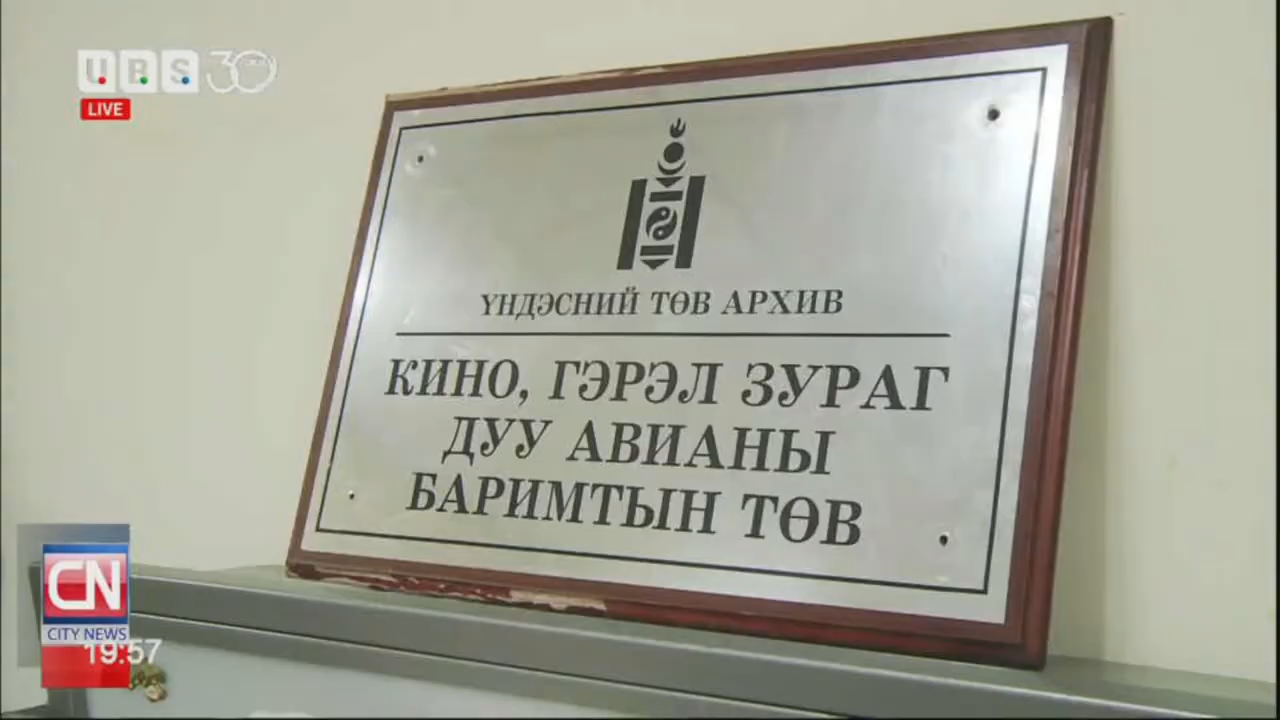 UBS 30
LIVE
ҮНДЭСНИЙ ТӨВ АРХИВ
КИНО, ГЭРЭЛ ЗУРАГ
ДУУ АВИАНЫ
БАРИМТЫН ТӨВ
CN
CITY NEWS
19:57